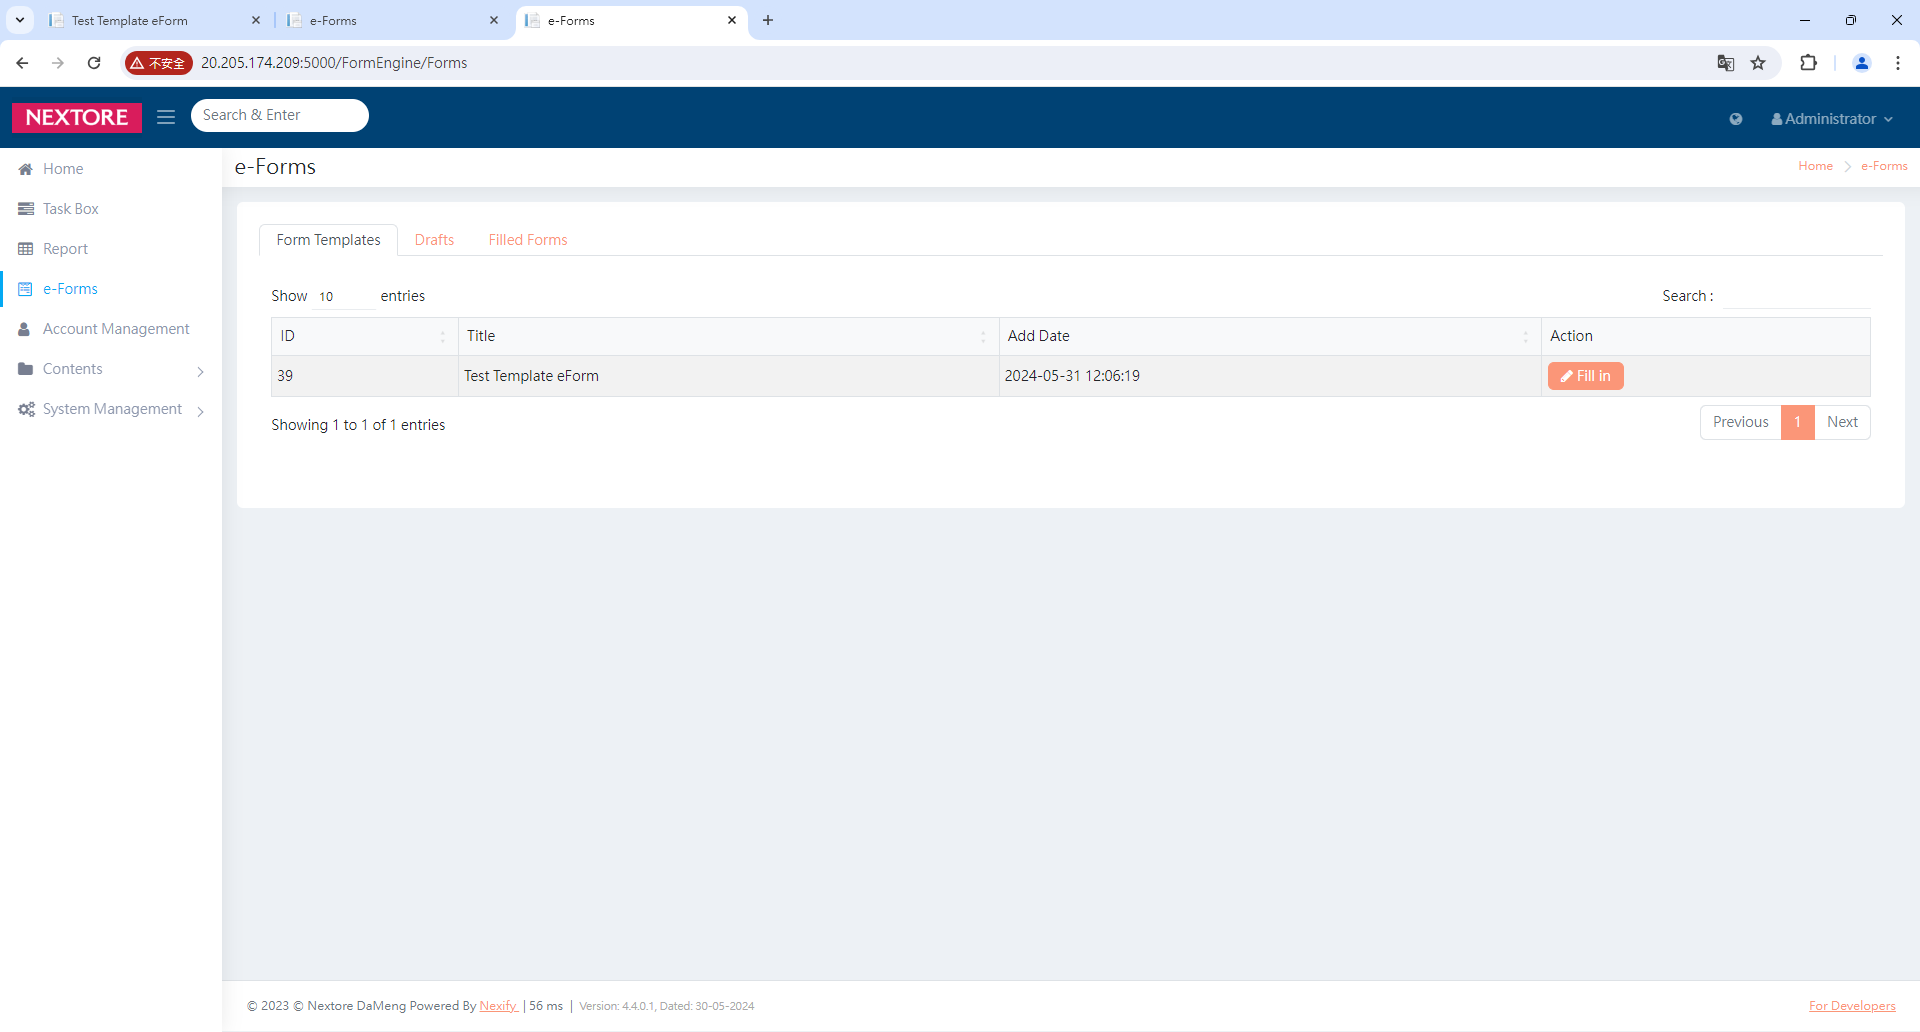 Test Template eForm
e-Forms
e-Forms
不安全
20.205.174.209:5000/FormEngine/Forms
NEXTORE
Search & Enter
Administrator
Home
Task Box
Report
e-Forms
Account Management
Contents
System Management
e-Forms
Home
e-Forms
Form Templates
Drafts
Filled Forms
Show 10 entries
Search :
ID Title Add Date Action
39 Test Template eForm 2024-05-31 12:06:19 Fill in
Showing 1 to 1 of 1 entries
Previous 1 Next
© 2023 © Nextore DaMeng Powered By Nexify | 56 ms | Version: 4.4.0.1, Dated: 30-05-2024
For Developers